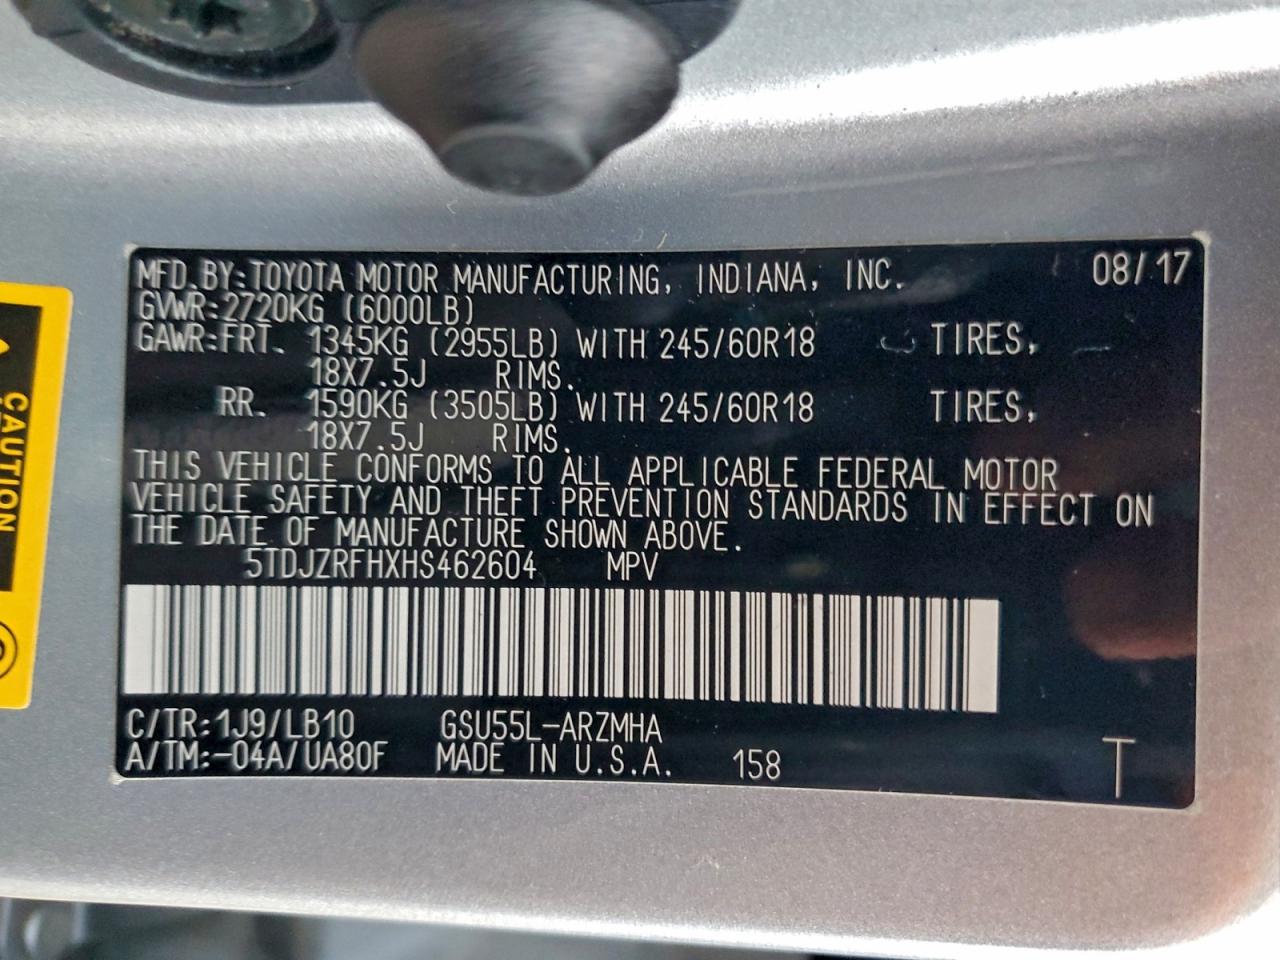 MFD.BY:TOYOTA MOTOR MANUFACTURING, INDIANA, INC. 08/17
GVWR:2720KG (6000LB)
GAWR:FRT. 1345KG (2955LB) WITH 245/60R18 TIRES,
18X7.5J RIMS.
RR. 1590KG (3505LB) WITH 245/60R18 TIRES,
18X7.5J RIMS.
THIS VEHICLE CONFORMS TO ALL APPLICABLE FEDERAL MOTOR
VEHICLE SAFETY AND THEFT PREVENTION STANDARDS IN EFFECT ON
THE DATE OF MANUFACTURE SHOWN ABOVE.
5TDJZRFHXHS462604 MPV
C/TR:1J9/LB10 GSU55L-ARZMHA
A/TM:-04A/UA80F MADE IN U.S.A. 158 T
CAUTION